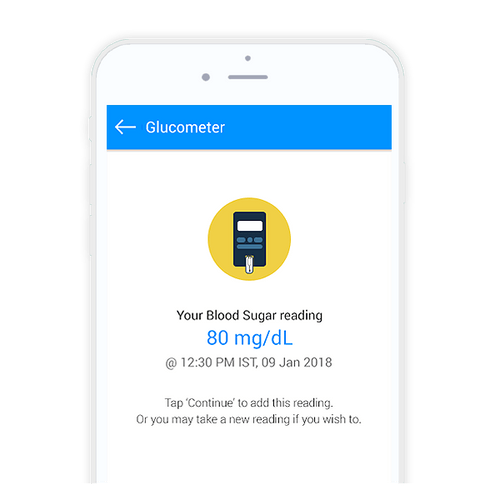 Glucometer
Your Blood Sugar reading
80 mg/dL
@ 12:30 PM IST, 09 Jan 2018
Tap ‘Continue’ to add this reading.
Or you may take a new reading if you wish to.